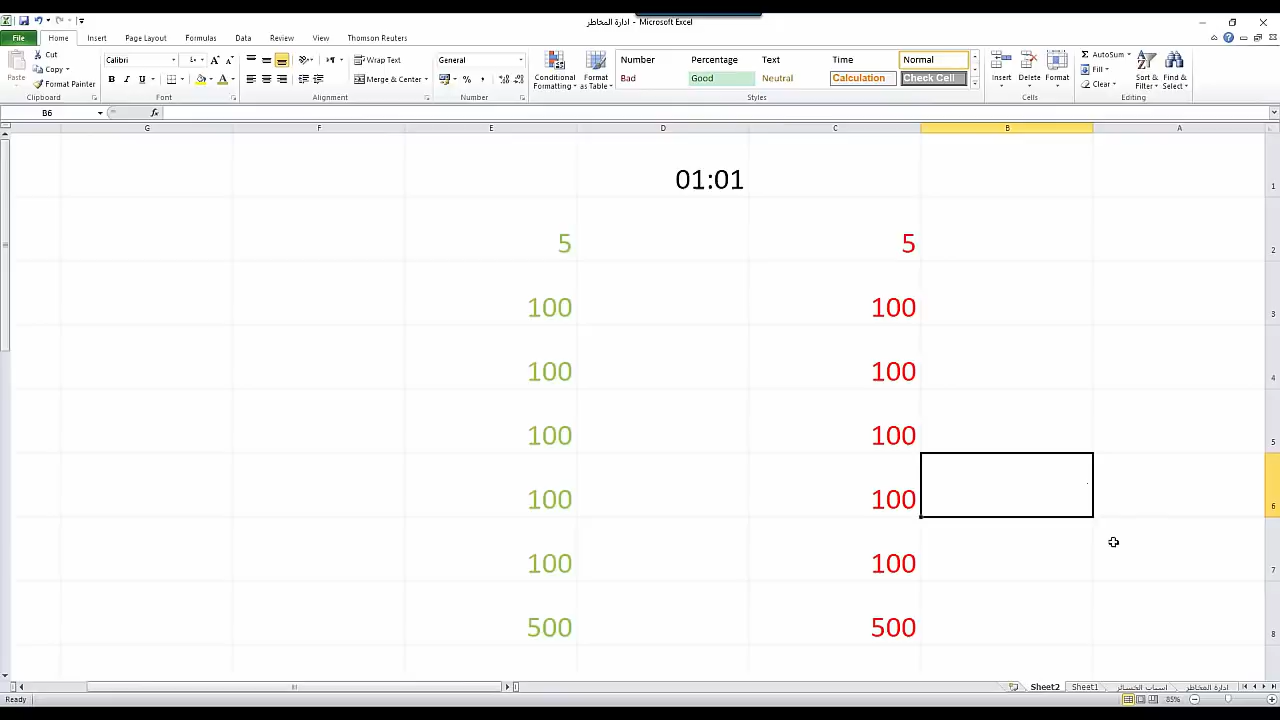 ادارة المخاطر - Microsoft Excel
File Home Insert Page Layout Formulas Data Review View Thomson Reuters
Paste Cut Copy Format Painter Clipboard
Calibri B I U Font
Wrap Text Merge & Center Alignment
General % , Number
Conditional Formatting Format as Table
Number Percentage Text Time Normal
Bad Good Neutral Calculation Check Cell
Styles
Insert Delete Format Cells
AutoSum Fill Clear Sort & Filter Find & Select Editing
B6 fx
G F E D C B A
01:01 1
5 5 2
100 100 3
100 100 4
100 100 5
100 100 6
100 100 7
500 500 8
Sheet2 Sheet1 اسباب الخسائر ادارة المخاطر
Ready 85%